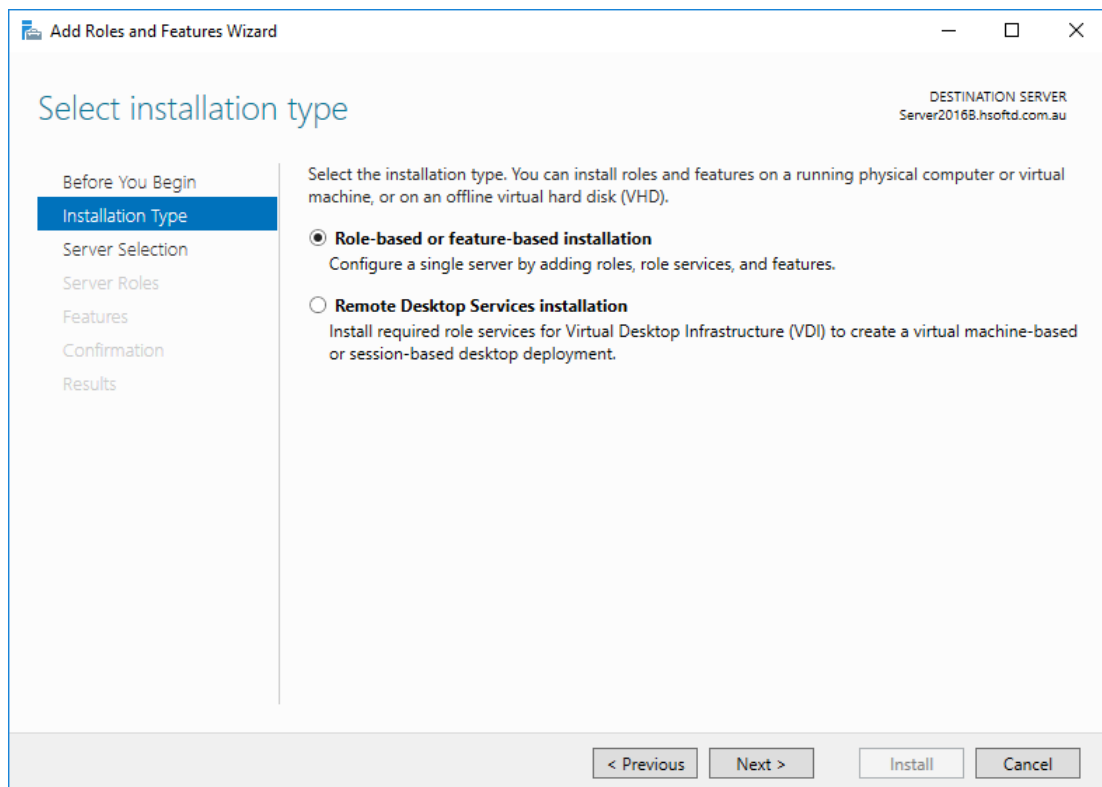 Add Roles and Features Wizard
Select installation type
DESTINATION SERVER
Server2016B.hsoftd.com.au
Before You Begin
Installation Type
Server Selection
Server Roles
Features
Confirmation
Results
Select the installation type. You can install roles and features on a running physical computer or virtual
machine, or on an offline virtual hard disk (VHD).
Role-based or feature-based installation
Configure a single server by adding roles, role services, and features.
Remote Desktop Services installation
Install required role services for Virtual Desktop Infrastructure (VDI) to create a virtual machine-based
or session-based desktop deployment.
< Previous
Next >
Install
Cancel